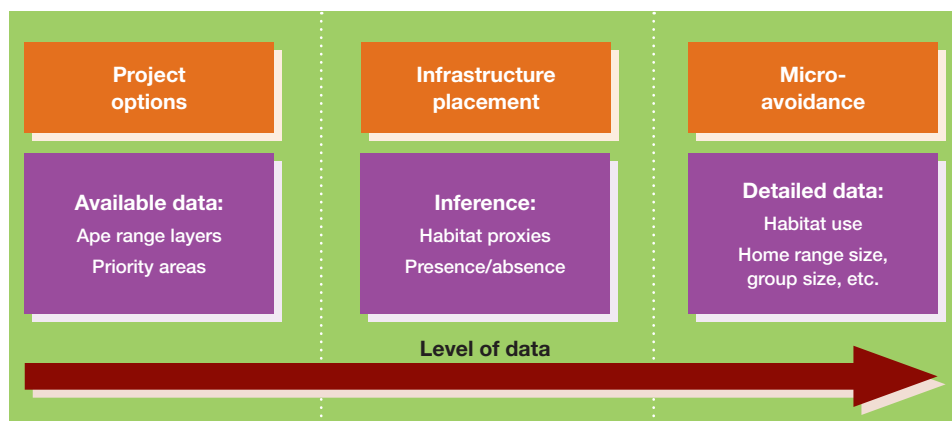 Project
options
Infrastructure
placement
Micro-
avoidance
Available data:
Ape range layers
Priority areas
Inference:
Habitat proxies
Presence/absence
Detailed data:
Habitat use
Home range size,
group size, etc.
Level of data